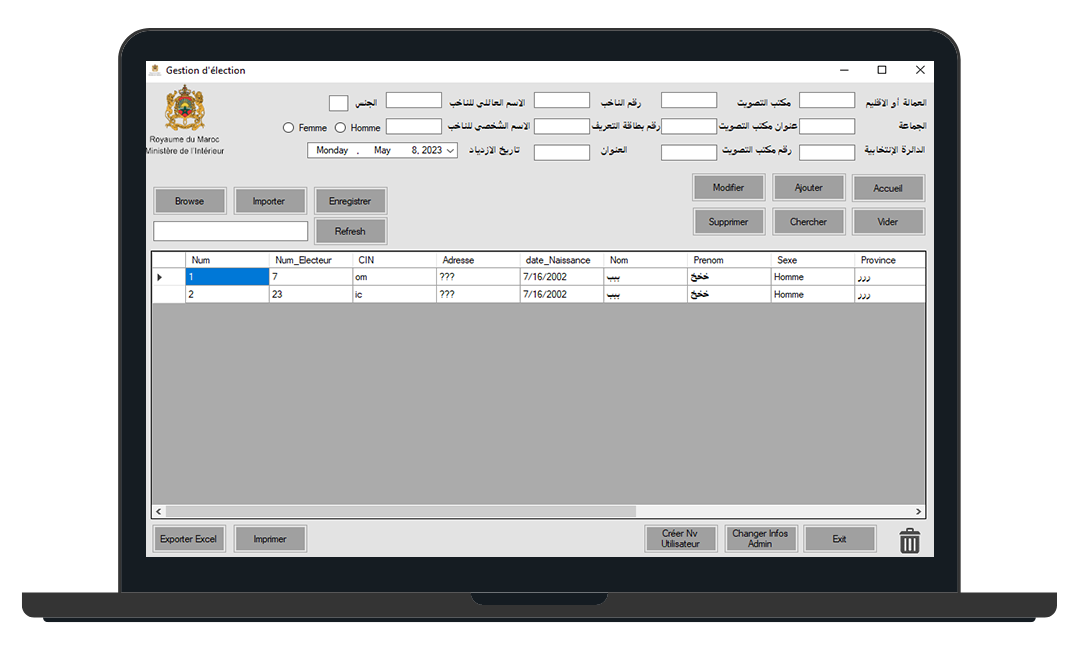 Gestion d'élection
العمالة أو الاقليم
مكتب التصويت
رقم الناخب
الاسم العائلي للناخب
الجنس
الجماعة
عنوان مكتب التصويت
رقم بطاقة التعريف
الاسم الشخصي للناخب
Homme
Femme
الدائرة الإنتخابية
رقم مكتب التصويت
العنوان
تاريخ الازدياد
Monday , May 8, 2023
Royaume du Maroc
Ministère de l'Intérieur
Browse Importer Enregistrer
Refresh
Modifier Ajouter Accueil
Supprimer Chercher Vider
Num Num_Electeur CIN Adresse date_Naissance Nom Prenom Sexe Province
1 7 om ??? 7/16/2002 ييب خخخ Homme ررر
2 23 ic ??? 7/16/2002 ييب خخخ Homme ررر
Exporter Excel Imprimer
Créer Nv
Utilisateur
Changer Infos
Admin
Exit